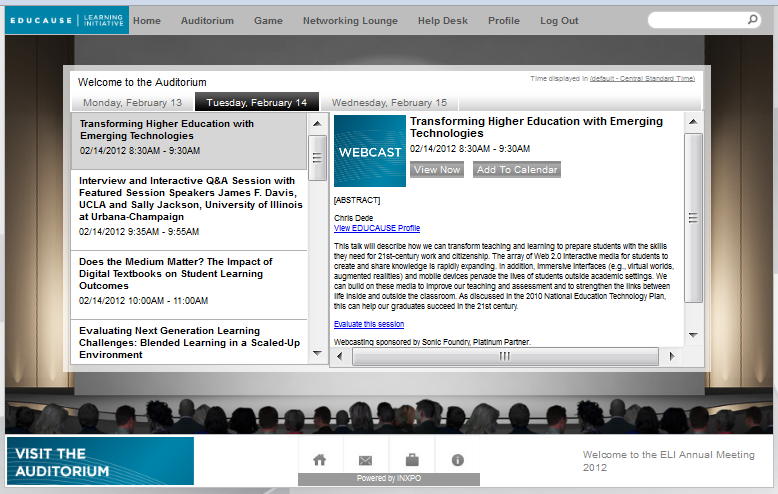 EDUCAUSE | LEARNING INITIATIVE
Home Auditorium Game Networking Lounge Help Desk Profile Log Out
Welcome to the Auditorium
Time displayed in (default - Central Standard Time)
Monday, February 13
Tuesday, February 14
Wednesday, February 15
Transforming Higher Education with
Emerging Technologies
02/14/2012 8:30AM - 9:30AM
Interview and Interactive Q&A Session with
Featured Session Speakers James F. Davis,
UCLA and Sally Jackson, University of Illinois
at Urbana-Champaign
02/14/2012 9:35AM - 9:55AM
Does the Medium Matter? The Impact of
Digital Textbooks on Student Learning
Outcomes
02/14/2012 10:00AM - 11:00AM
Evaluating Next Generation Learning
Challenges: Blended Learning in a Scaled-Up
Environment
WEBCAST
Transforming Higher Education with Emerging
Technologies
02/14/2012 8:30AM - 9:30AM
View Now
Add To Calendar
[ABSTRACT]
Chris Dede
View EDUCAUSE Profile
This talk will describe how we can transform teaching and learning to prepare students with the skills
they need for 21st-century work and citizenship. The array of Web 2.0 interactive media for students to
create and share knowledge is rapidly expanding. In addition, immersive interfaces (e.g., virtual worlds,
augmented realities) and mobile devices pervade the lives of students outside academic settings. We
can build on these media to improve our teaching and assessment and to strengthen the links between
life inside and outside the classroom. As discussed in the 2010 National Education Technology Plan,
this can help our graduates succeed in the 21st century.
Evaluate this session
Webcasting sponsored by Sonic Foundry, Platinum Partner.
VISIT THE
AUDITORIUM
Powered by INXPO
Welcome to the ELI Annual Meeting
2012